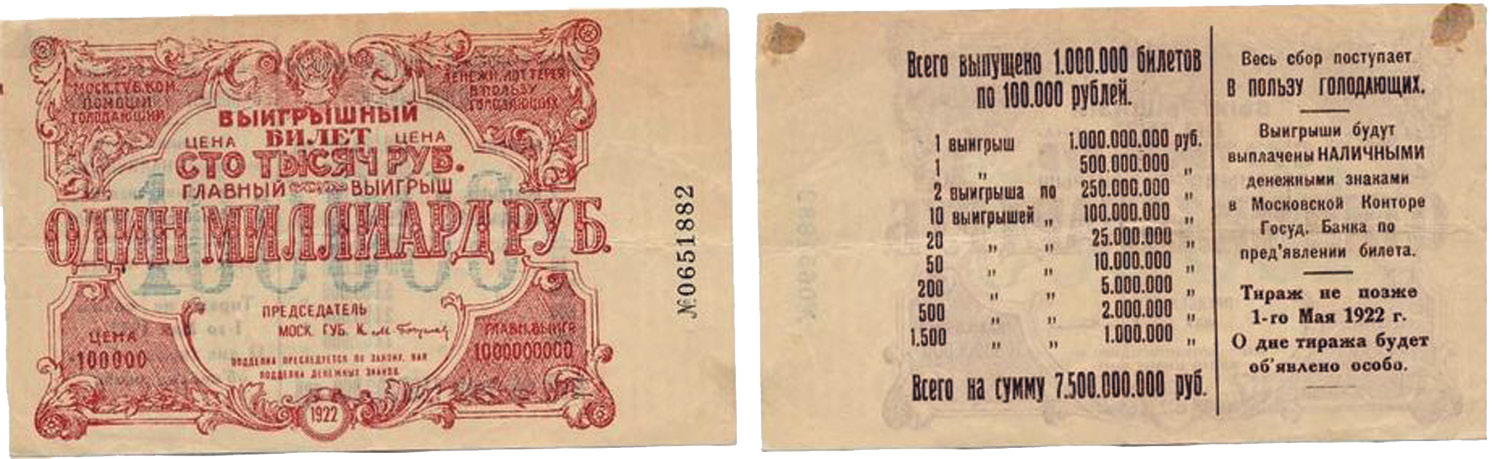 МОСК. ГУБ. КОМ.
ПОМОЩИ
ГОЛОДАЮЩИМ
ДЕНЕЖН. ЛОТТЕРЕЯ
В ПОЛЬЗУ
ГОЛОДАЮЩИХ
ВЫИГРЫШНЫЙ
ЦЕНА БИЛЕТ ЦЕНА
СТО ТЫСЯЧ РУБ.
ГЛАВНЫЙ ВЫИГРЫШ
ОДИН МИЛЛИАРД РУБ.
ПРЕДСЕДАТЕЛЬ
МОСК. ГУБ. К.
ЦЕНА
100000
ГЛАВН. ВЫИГР.
1000000000
ПОДДЕЛКА ПРЕСЛЕДУЕТСЯ ПО ЗАКОНУ, КАК
ПОДДЕЛКА ДЕНЕЖНЫХ ЗНАКОВ.
1922
№0651882
Всего выпущено 1.000.000 билетов
по 100.000 рублей.
1 выигрыш 1.000.000.000 руб.
1 „ 500.000.000 „
2 выигрыша по 250.000.000 „
10 выигрышей „ 100.000.000 „
20 „ „ 25.000.000 „
50 „ „ 10.000.000 „
200 „ „ 5.000.000 „
500 „ „ 2.000.000 „
1.500 „ „ 1.000.000 „
Всего на сумму 7.500.000.000 руб.
Весь сбор поступает
В ПОЛЬЗУ ГОЛОДАЮЩИХ.
Выигрыши будут
выплачены НАЛИЧНЫМИ
денежными знаками
в Московской Конторе
Госуд. Банка по
пред'явлении билета.
Тираж не позже
1-го Мая 1922 г.
О дне тиража будет
об'явлено особо.